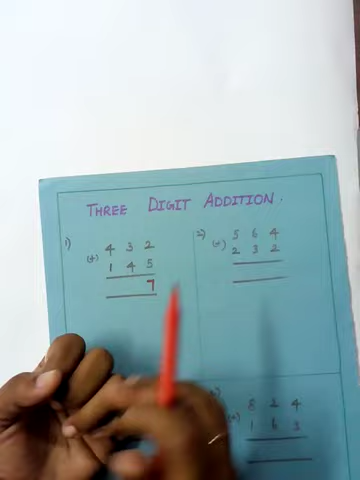 THREE DIGIT ADDITION.
1)
4 3 2
(+) 1 4 5
7
2)
5 6 4
(+) 2 3 2
8 2 4
(+) 1 6 3